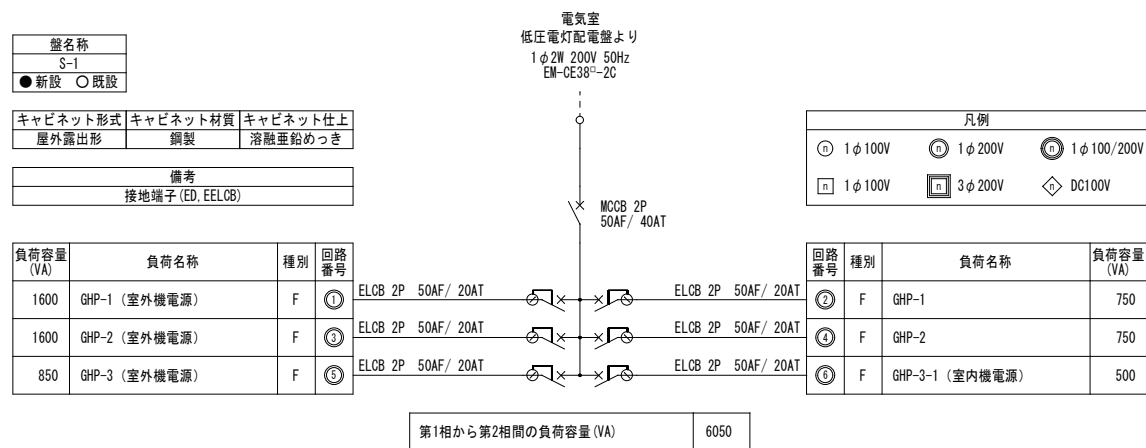 電気室
低圧電灯配電盤より
1φ2W 200V 50Hz
EM-CE38□-2C
盤名称
S-1
●新設 ○既設
キャビネット形式 キャビネット材質 キャビネット仕上
屋外露出形 鋼製 溶融亜鉛めっき
備考
接地端子(ED,EELCB)
凡例
n 1φ100V n 1φ200V n 1φ100/200V
n 1φ100V n 3φ200V n DC100V
MCCB 2P
50AF/ 40AT
負荷容量(VA) 負荷名称 種別 回路番号
1600 GHP-1 (室外機電源) F ① ELCB 2P 50AF/ 20AT
1600 GHP-2 (室外機電源) F ③ ELCB 2P 50AF/ 20AT
850 GHP-3 (室外機電源) F ⑤ ELCB 2P 50AF/ 20AT
回路番号 種別 負荷名称 負荷容量(VA)
ELCB 2P 50AF/ 20AT ② F GHP-1 750
ELCB 2P 50AF/ 20AT ④ F GHP-2 750
ELCB 2P 50AF/ 20AT ⑥ F GHP-3-1 (室内機電源) 500
第1相から第2相間の負荷容量(VA) 6050